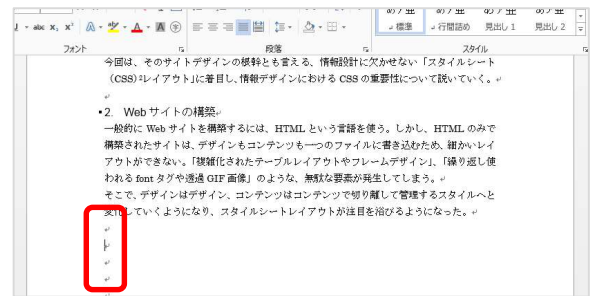 abc x₂ x²
A
標準
行間詰め
見出し 1
見出し 2
フォント
段落
スタイル
今回は、そのサイトデザインの根幹とも言える、情報設計に欠かせない「スタイルシート
（CSS）²レイアウト」に着目し、情報デザインにおける CSS の重要性について説いていく。
2. Web サイトの構築
一般的に Web サイトを構築するには、HTML という言語を使う。しかし、HTML のみで
構築されたサイトは、デザインもコンテンツも一つのファイルに書き込むため、細かいレイ
アウトができない。「複雑化されたテーブルレイアウトやフレームデザイン」、「繰り返し使
われる font タグや透過 GIF 画像」のような、無駄な要素が発生してしまう。
そこで、デザインはデザイン、コンテンツはコンテンツで切り離して管理するスタイルへと
変化していくようになり、スタイルシートレイアウトが注目を浴びるようになった。